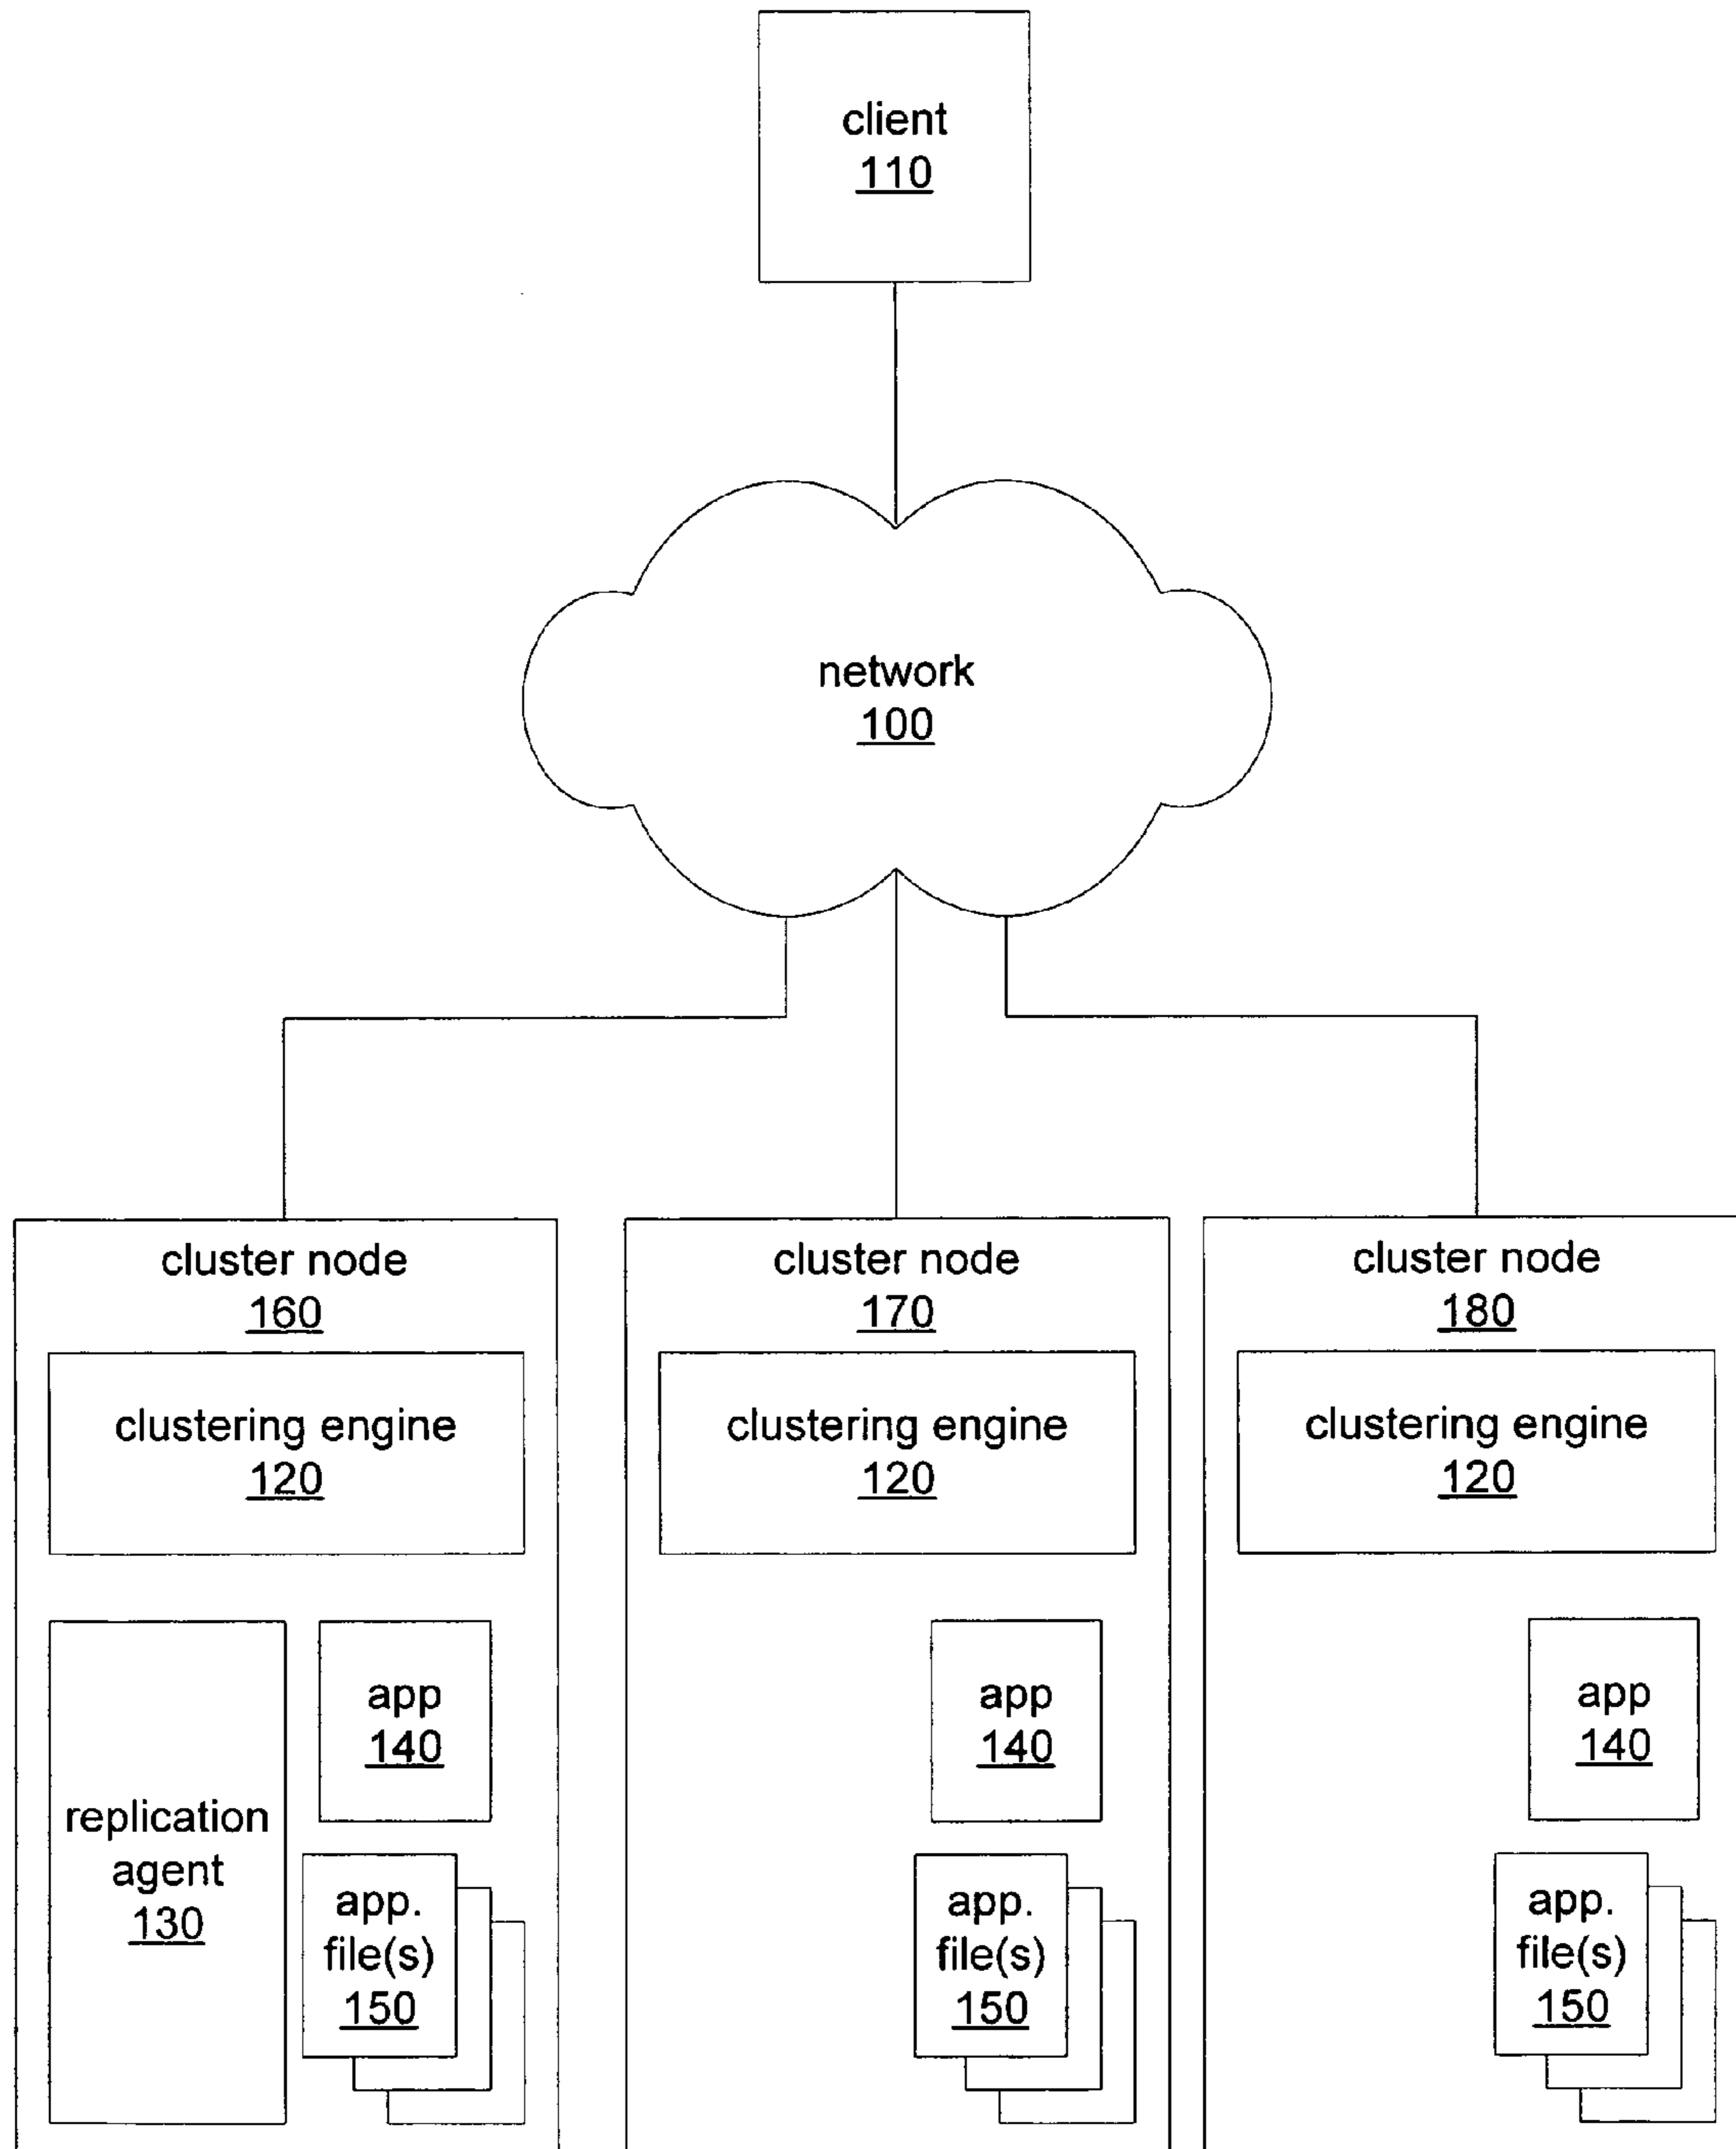 client
110
network
100
cluster node
160
clustering engine
120
replication
agent
130
app
140
app.
file(s)
150
cluster node
170
clustering engine
120
app
140
app.
file(s)
150
cluster node
180
clustering engine
120
app
140
app.
file(s)
150